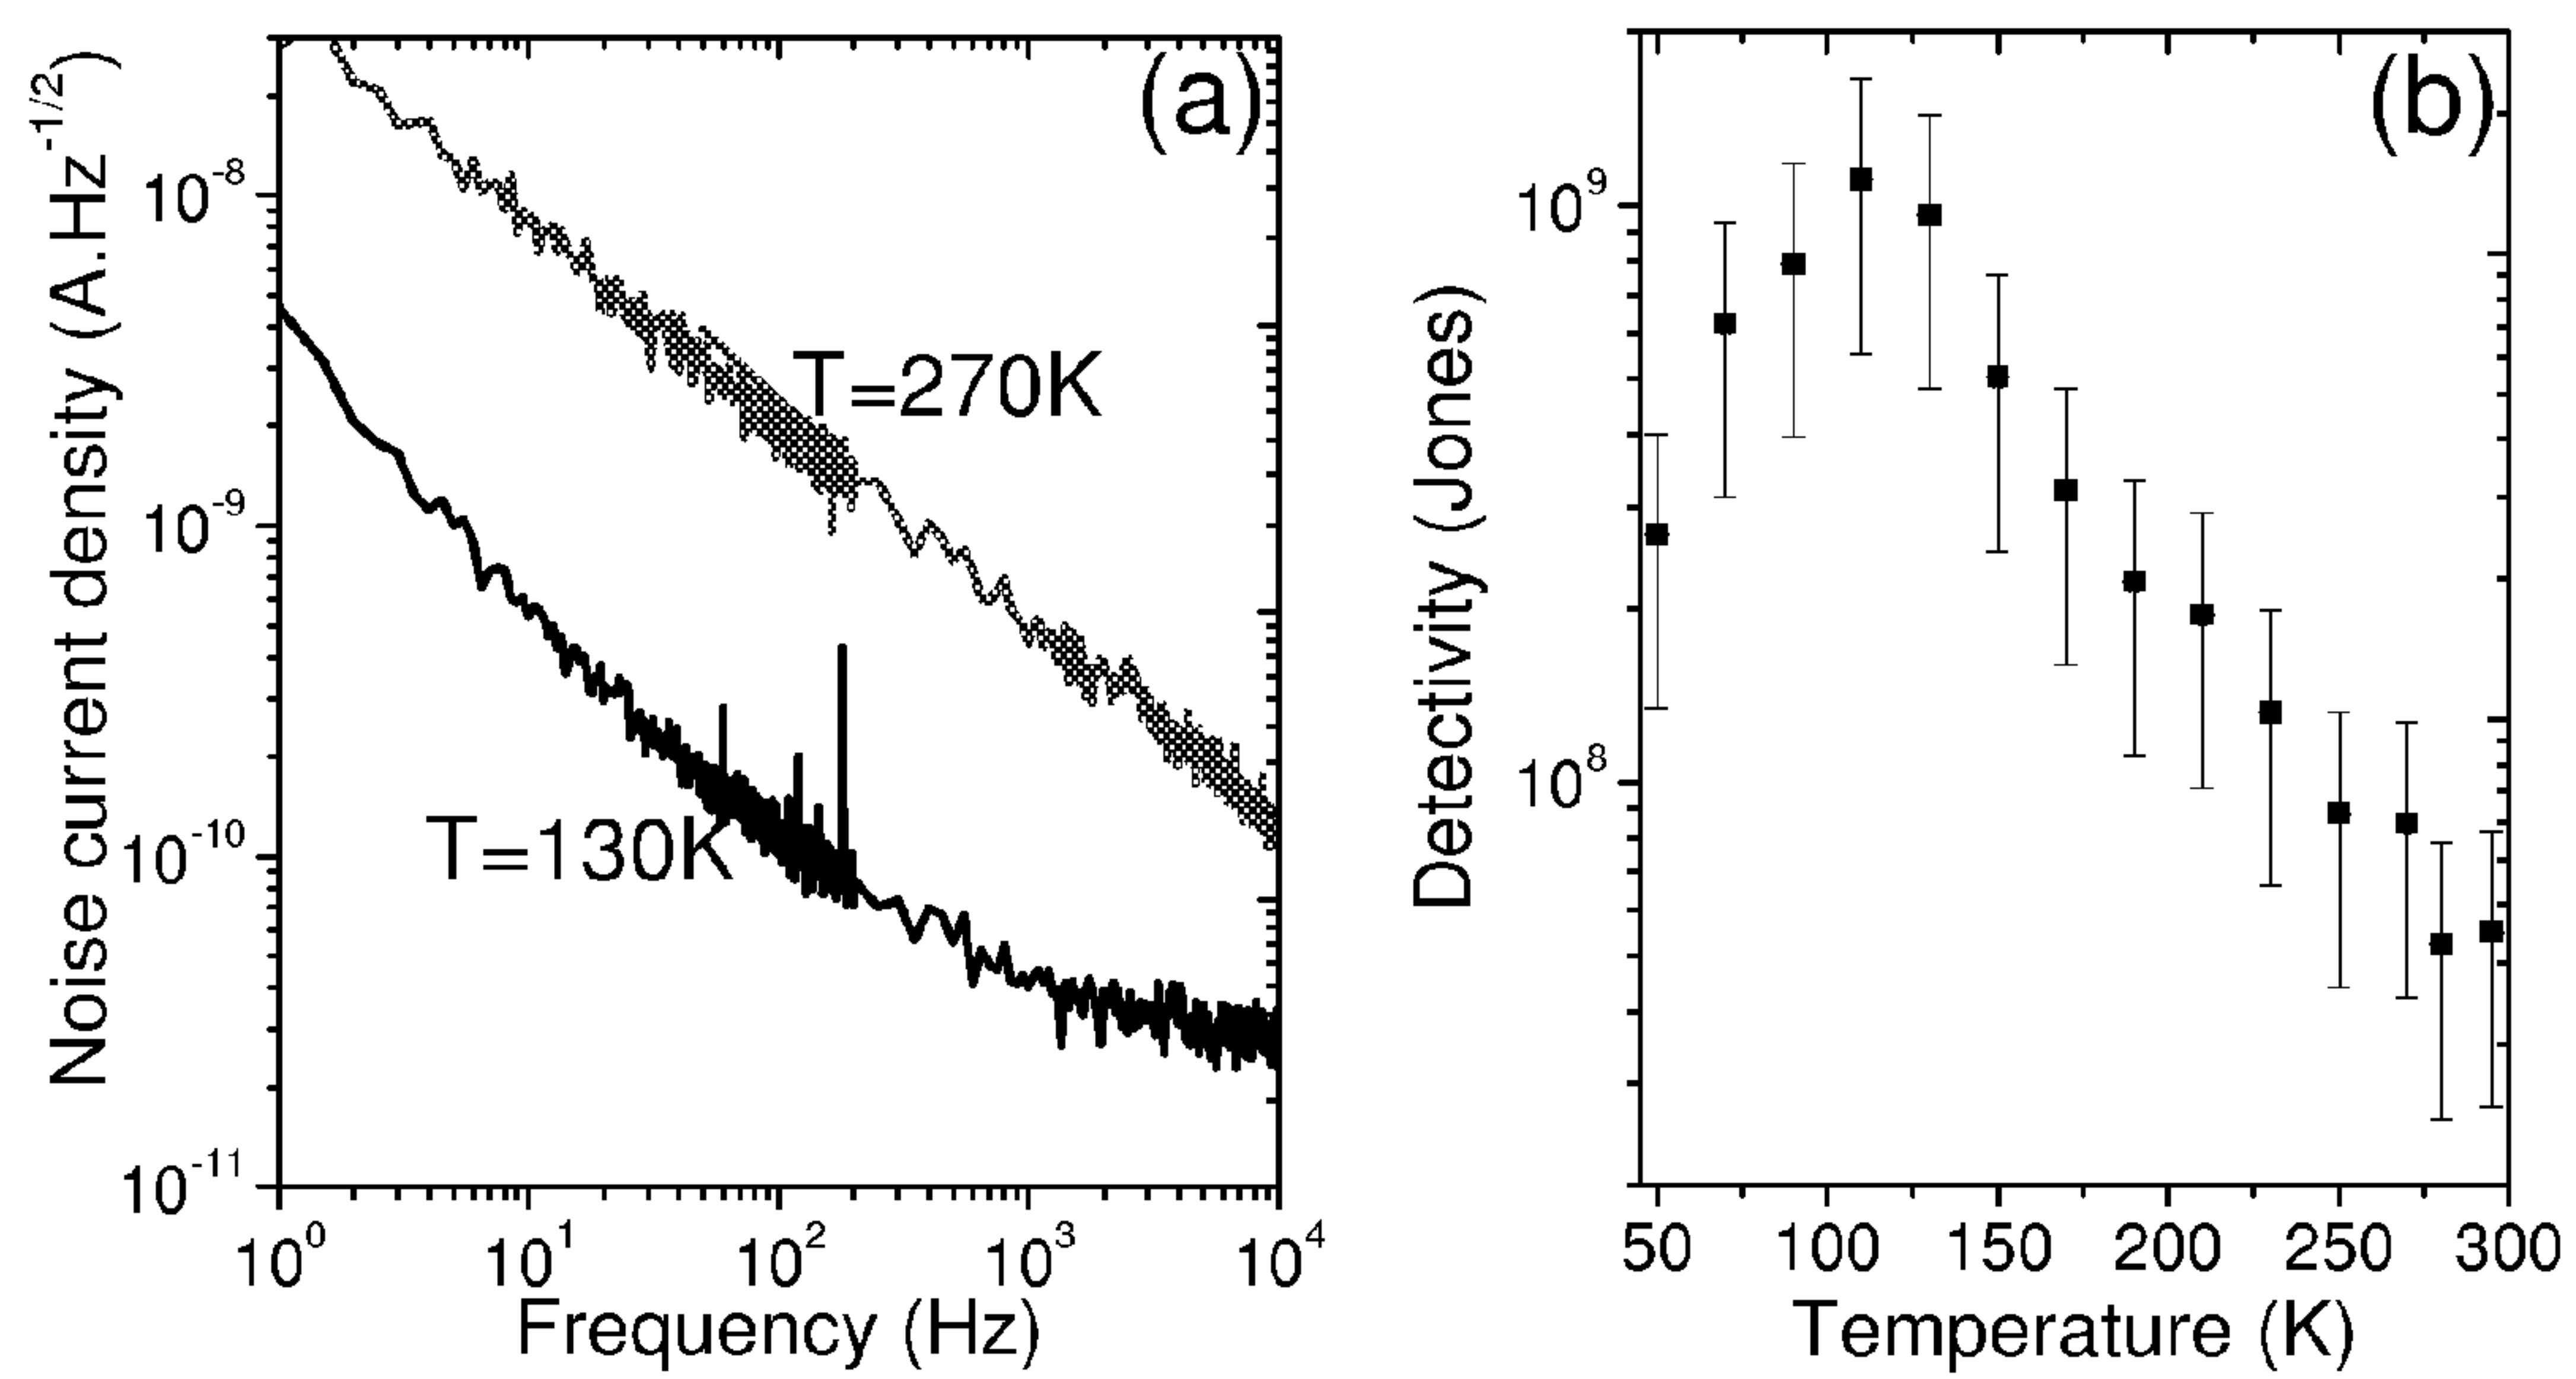 (a)
Noise current density (A.Hz^-1/2)
10^-8
10^-9
10^-10
10^-11
T=270K
T=130K
10^0 10^1 10^2 10^3 10^4
Frequency (Hz)
(b)
Detectivity (Jones)
10^9
10^8
50 100 150 200 250 300
Temperature (K)